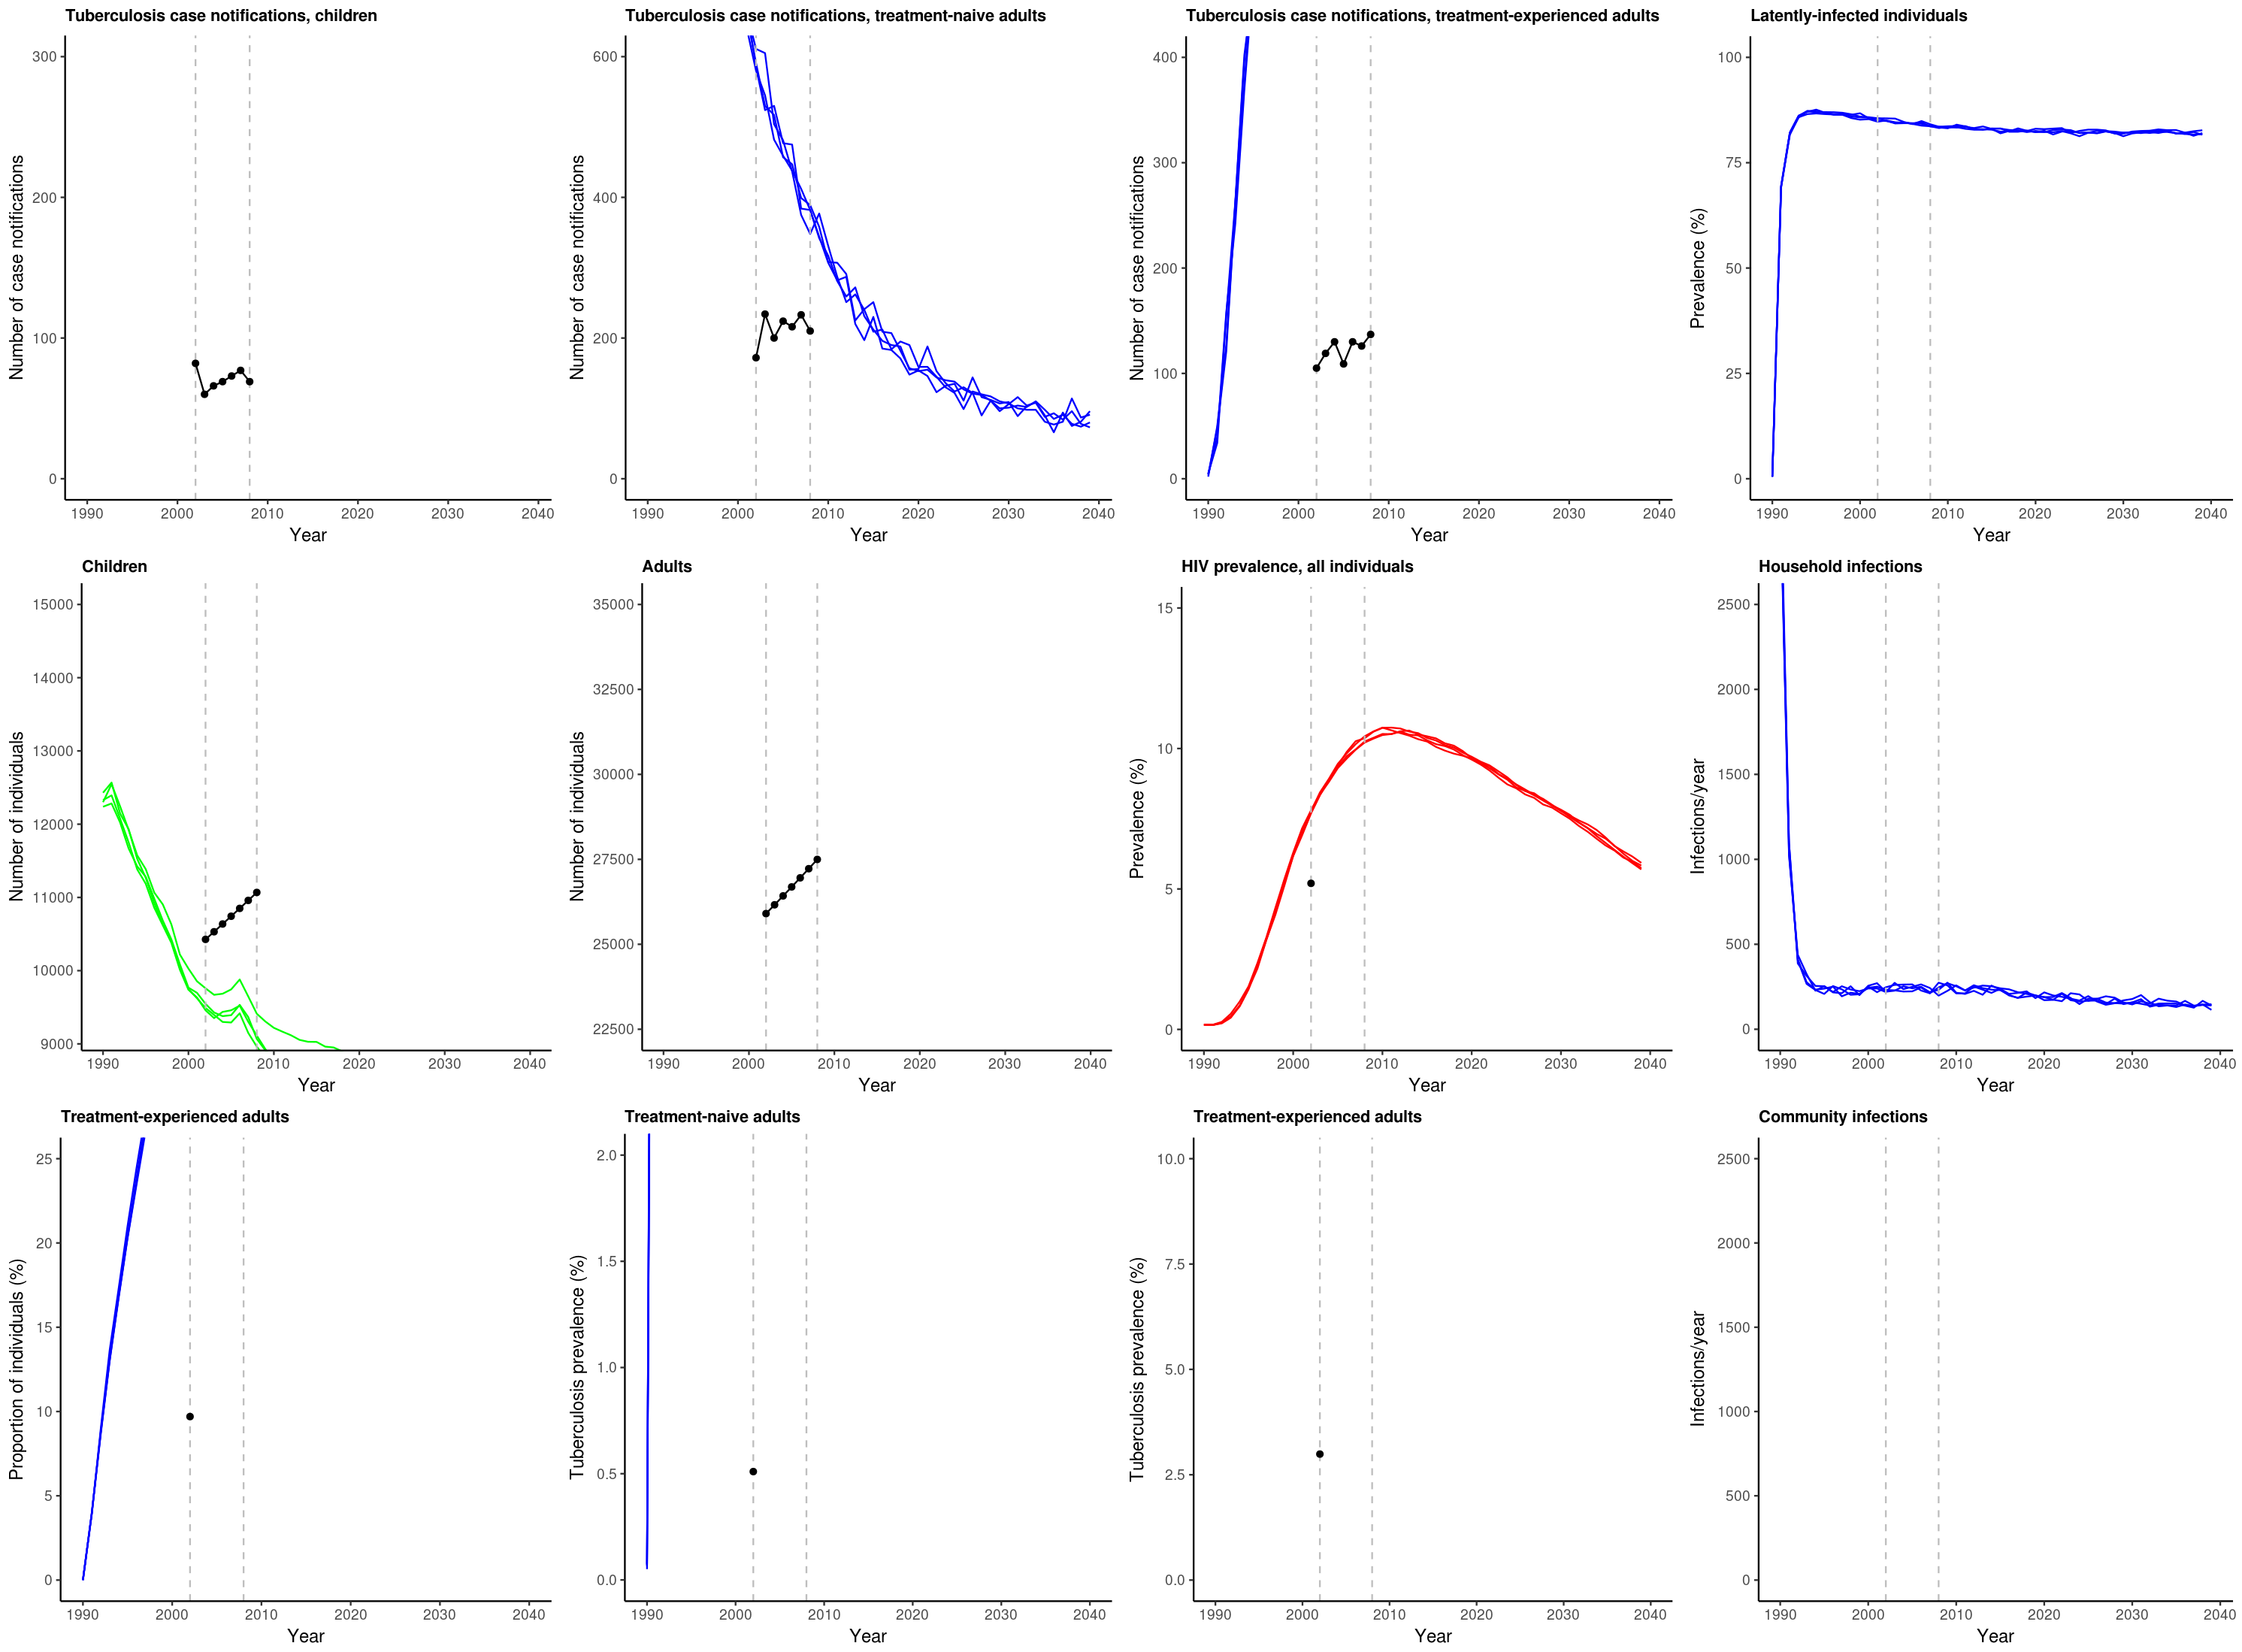 Tuberculosis case notifications, children
Number of case notifications
300
200
100
0
1990 2000 2010 2020 2030 2040
Year
Tuberculosis case notifications, treatment-naive adults
Number of case notifications
600
400
200
0
1990 2000 2010 2020 2030 2040
Year
Tuberculosis case notifications, treatment-experienced adults
Number of case notifications
400
300
200
100
0
1990 2000 2010 2020 2030 2040
Year
Latently-infected individuals
Prevalence (%)
100
75
50
25
0
1990 2000 2010 2020 2030 2040
Year
Children
Number of individuals
15000
14000
13000
12000
11000
10000
9000
1990 2000 2010 2020 2030 2040
Year
Adults
Number of individuals
35000
32500
30000
27500
25000
22500
1990 2000 2010 2020 2030 2040
Year
HIV prevalence, all individuals
Prevalence (%)
15
10
5
0
1990 2000 2010 2020 2030 2040
Year
Household infections
Infections/year
2500
2000
1500
1000
500
0
1990 2000 2010 2020 2030 2040
Year
Treatment-experienced adults
Proportion of individuals (%)
25
20
15
10
5
0
1990 2000 2010 2020 2030 2040
Year
Treatment-naive adults
Tuberculosis prevalence (%)
2.0
1.5
1.0
0.5
0.0
1990 2000 2010 2020 2030 2040
Year
Treatment-experienced adults
Tuberculosis prevalence (%)
10.0
7.5
5.0
2.5
0.0
1990 2000 2010 2020 2030 2040
Year
Community infections
Infections/year
2500
2000
1500
1000
500
0
1990 2000 2010 2020 2030 2040
Year